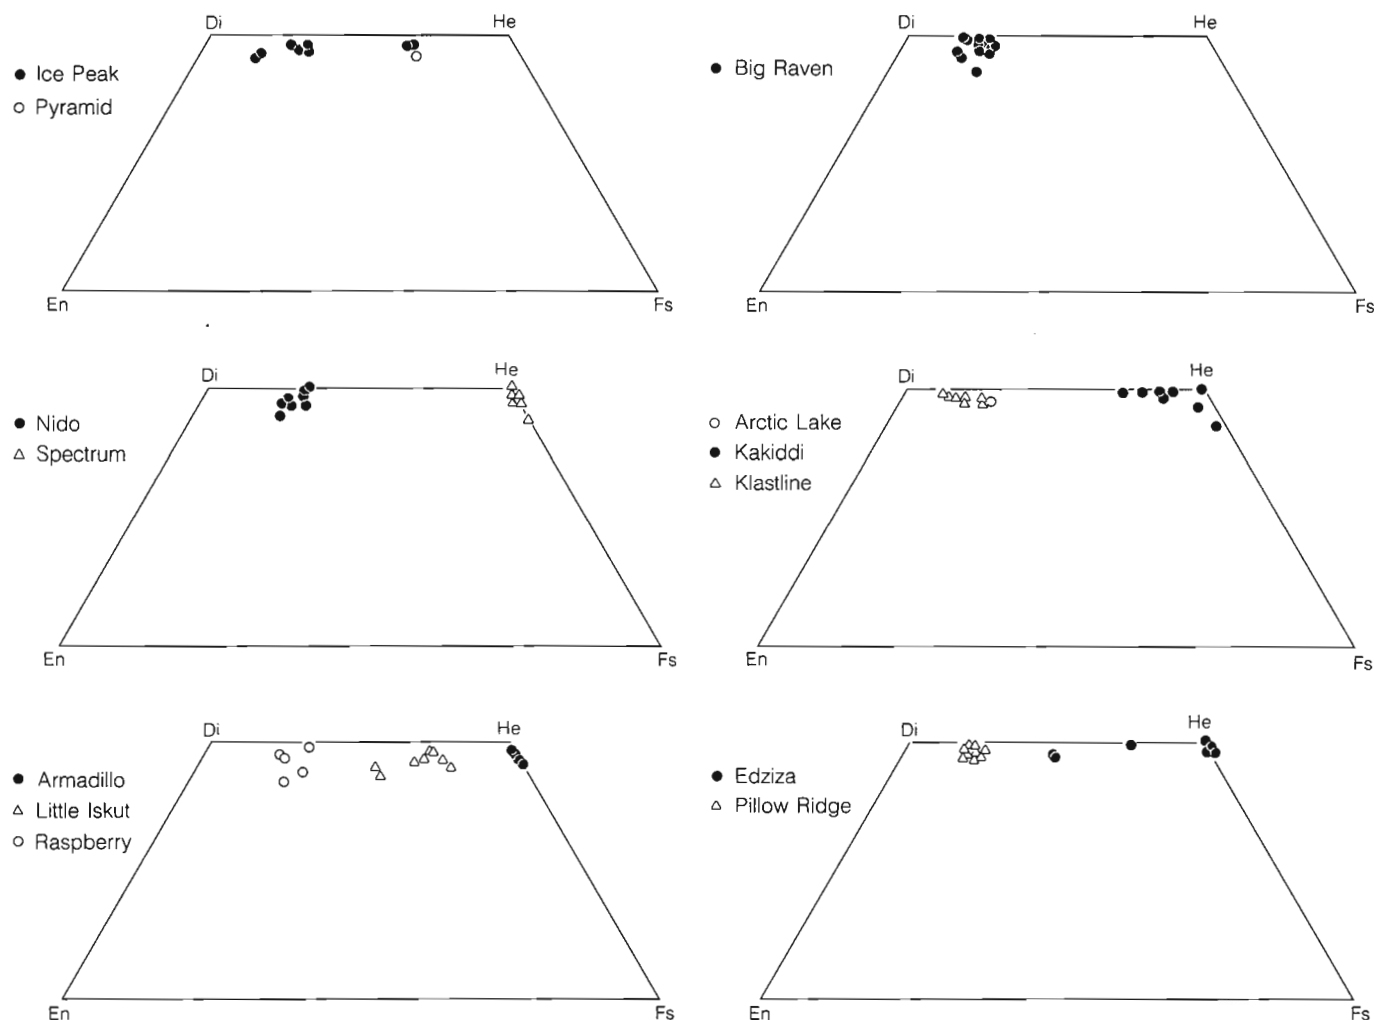 Di He
Ice Peak
Pyramid
En Fs
Di He
Big Raven
En Fs
Di He
Nido
Spectrum
En Fs
Di He
Arctic Lake
Kakiddi
Klastline
En Fs
Di He
Armadillo
Little Iskut
Raspberry
En Fs
Di He
Edziza
Pillow Ridge
En Fs